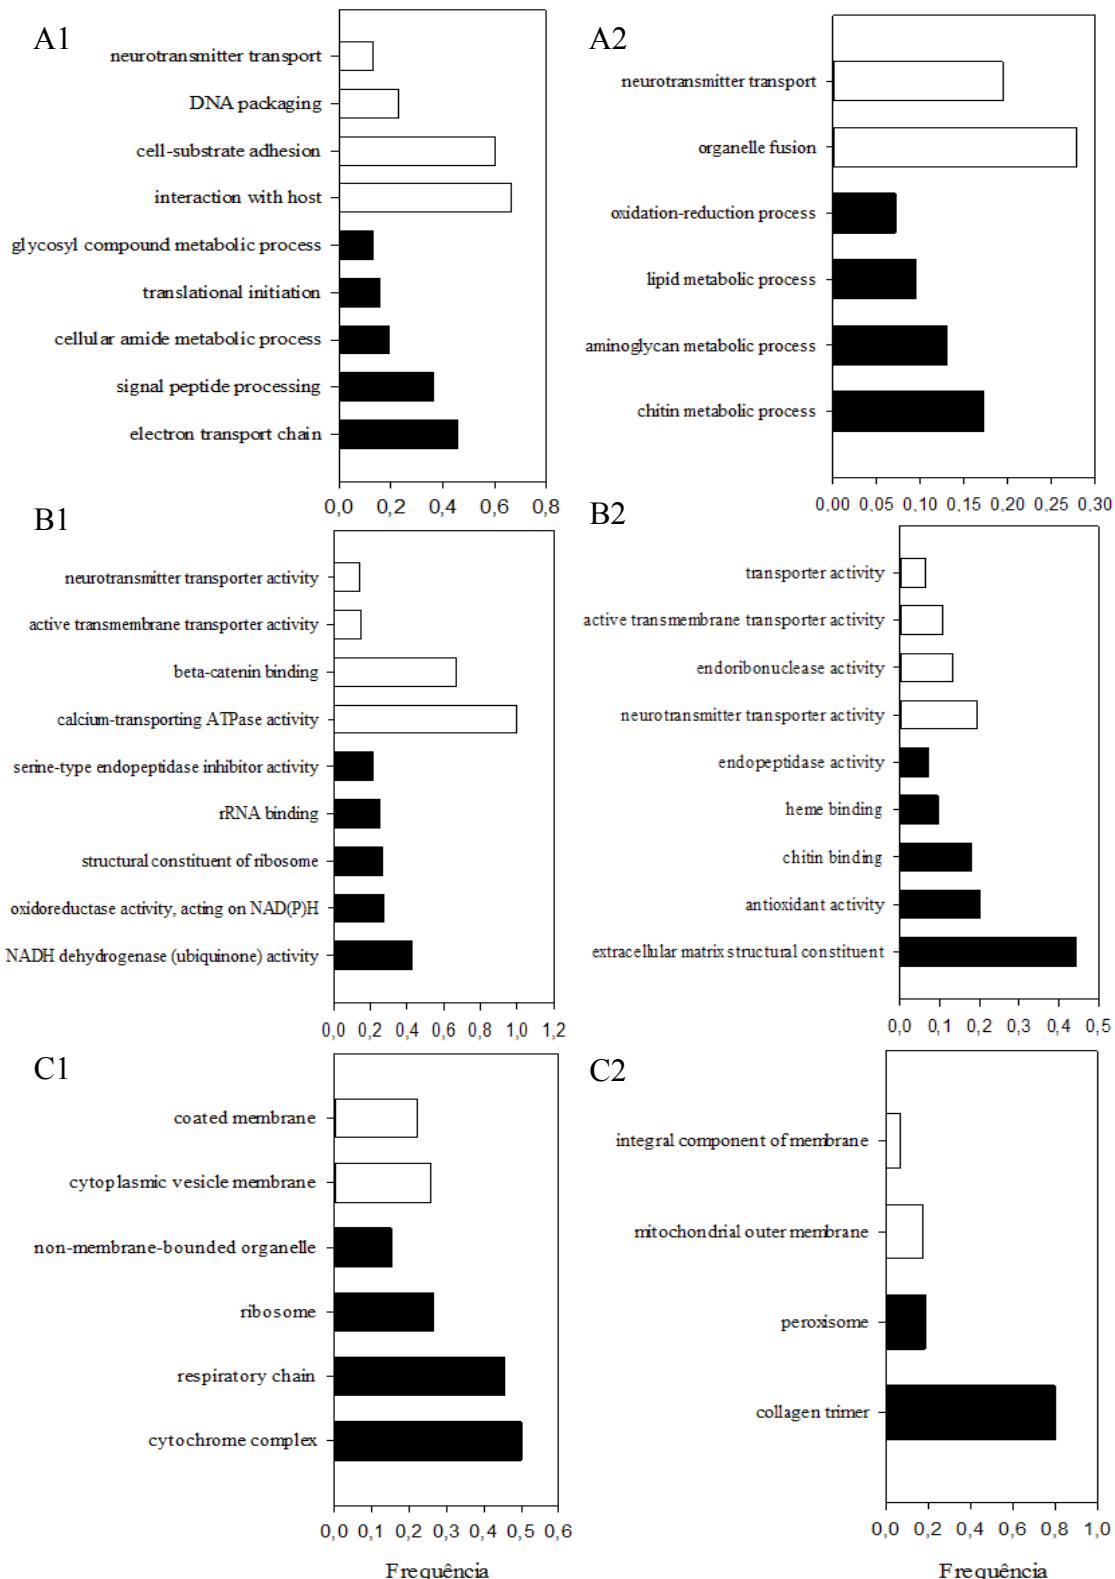 A1
neurotransmitter transport
DNA packaging
cell-substrate adhesion
interaction with host
glycosyl compound metabolic process
translational initiation
cellular amide metabolic process
signal peptide processing
electron transport chain
0,0 0,2 0,4 0,6 0,8
A2
neurotransmitter transport
organelle fusion
oxidation-reduction process
lipid metabolic process
aminoglycan metabolic process
chitin metabolic process
0,00 0,05 0,10 0,15 0,20 0,25 0,30
B1
neurotransmitter transporter activity
active transmembrane transporter activity
beta-catenin binding
calcium-transporting ATPase activity
serine-type endopeptidase inhibitor activity
rRNA binding
structural constituent of ribosome
oxidoreductase activity, acting on NAD(P)H
NADH dehydrogenase (ubiquinone) activity
0,0 0,2 0,4 0,6 0,8 1,0 1,2
B2
transporter activity
active transmembrane transporter activity
endoribonuclease activity
neurotransmitter transporter activity
endopeptidase activity
heme binding
chitin binding
antioxidant activity
extracellular matrix structural constituent
0,0 0,1 0,2 0,3 0,4 0,5
C1
coated membrane
cytoplasmic vesicle membrane
non-membrane-bounded organelle
ribosome
respiratory chain
cytochrome complex
0,0 0,1 0,2 0,3 0,4 0,5 0,6
Frequência
C2
integral component of membrane
mitochondrial outer membrane
peroxisome
collagen trimer
0,0 0,2 0,4 0,6 0,8 1,0
Frequência